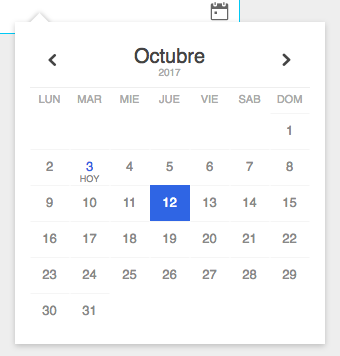 Octubre
2017
LUN MAR MIE JUE VIE SAB DOM
1
2 3 4 5 6 7 8
HOY
9 10 11 12 13 14 15
16 17 18 19 20 21 22
23 24 25 26 27 28 29
30 31